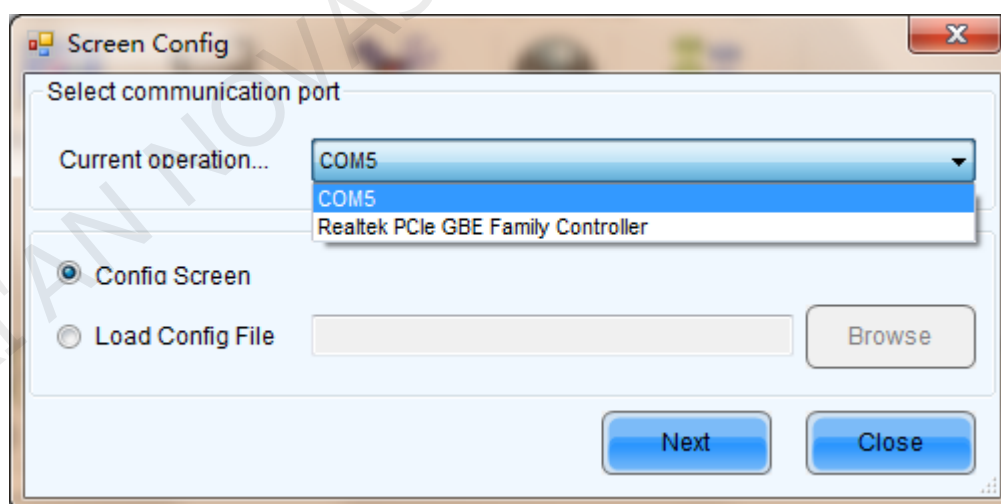 Screen Config
Select communication port
Current operation... COM5
COM5
Realtek PCIe GBE Family Controller
Config Screen
Load Config File Browse
Next Close